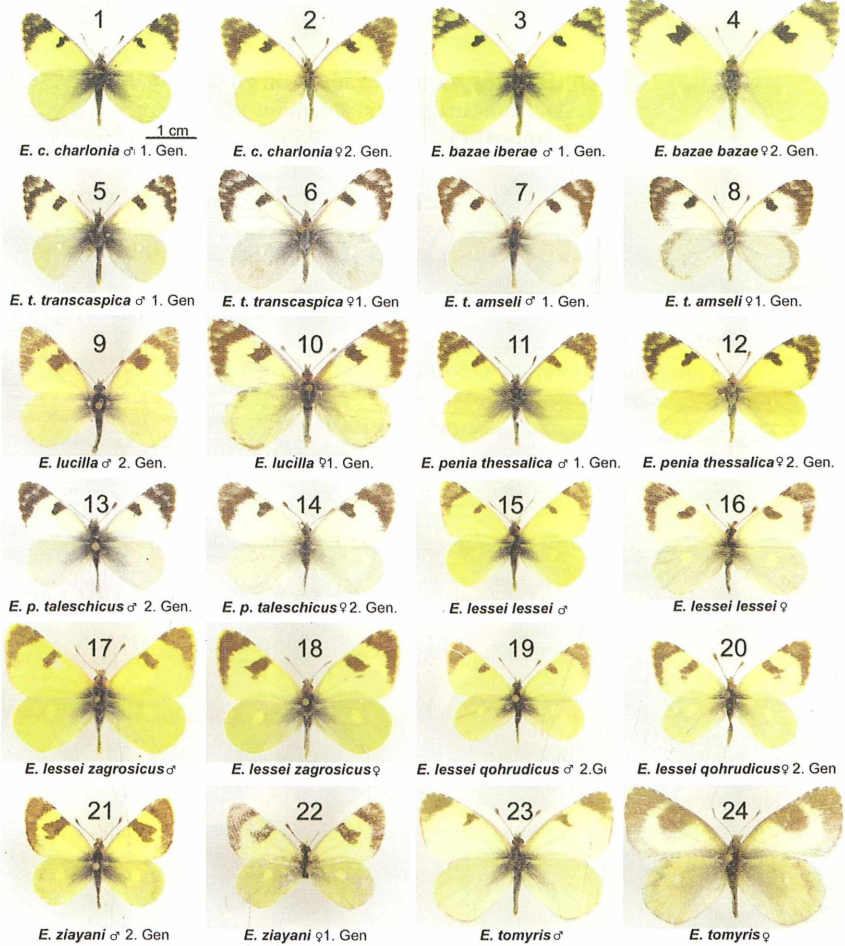 1 2 3 4
1 cm
E. c. charlonia ♂ 1. Gen. E. c. charlonia ♀ 2. Gen. E. bazae iberae ♂ 1. Gen. E. bazae bazae ♀ 2. Gen.
5 6 7 8
E. t. transcaspica ♂ 1. Gen E. t. transcaspica ♀ 1. Gen E. t. amseli ♂ 1. Gen. E. t. amseli ♀ 1. Gen.
9 10 11 12
E. lucilla ♂ 2. Gen. E. lucilla ♀ 1. Gen. E. penia thessalica ♂ 1. Gen. E. penia thessalica ♀ 2. Gen.
13 14 15 16
E. p. taleschicus ♂ 2. Gen. E. p. taleschicus ♀ 2. Gen. E. lessei lessei ♂ E. lessei lessei ♀
17 18 19 20
E. lessei zagrosicus ♂ E. lessei zagrosicus ♀ E. lessei qohrudicus ♂ 2.G E. lessei qohrudicus ♀ 2. Gen
21 22 23 24
E. ziayani ♂ 2. Gen E. ziayani ♀ 1. Gen E. tomyris ♂ E. tomyris ♀